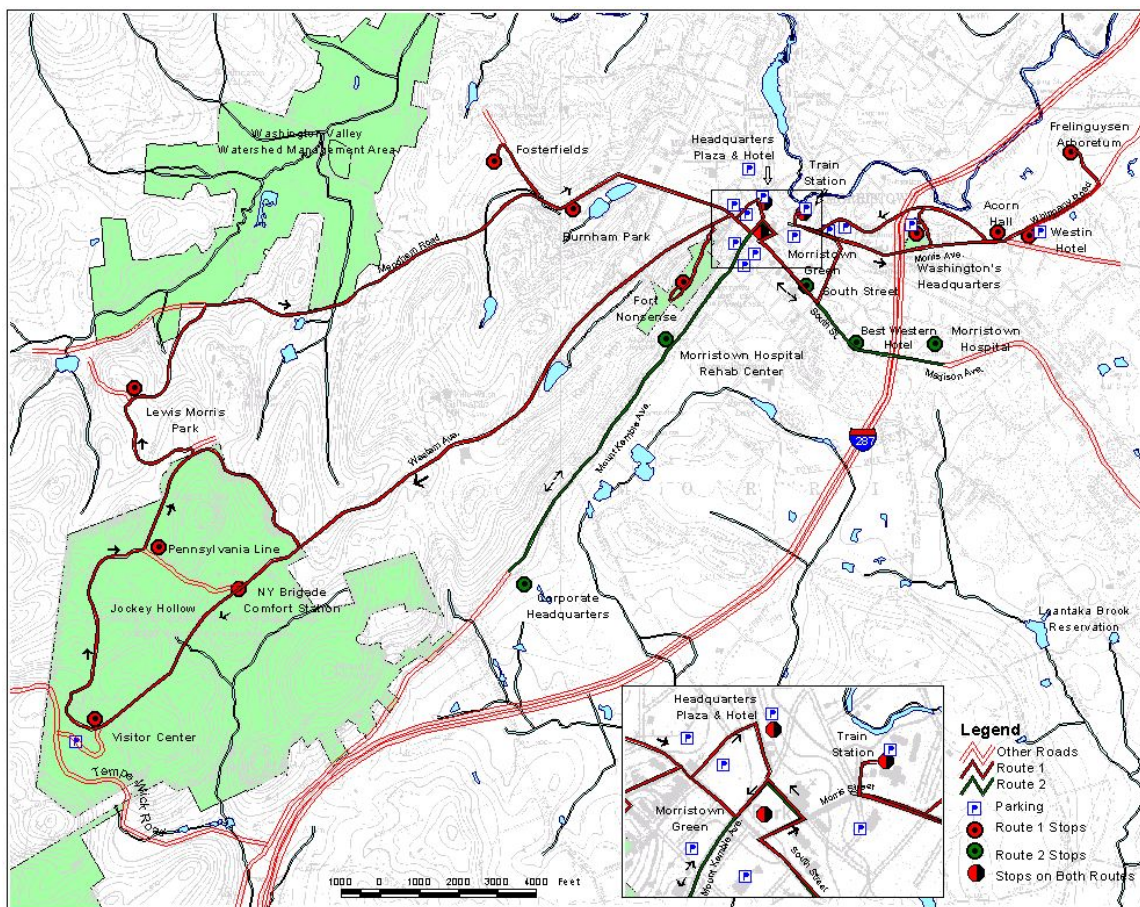 Washington Valley
Watershed Management Area
Fosterfields
Headquarters
Plaza & Hotel
Train
Station
Frelinguysen
Arboretum
Acorn
Hall
Whippany Road
Westin
Hotel
Burnham Park
Mendham Road
Morristown
Green
Morris Ave.
Washington's
Headquarters
South Street
Fort
Nonsense
South St.
Best Western
Hotel
Morristown
Hospital
Madison Ave.
Morristown Hospital
Rehab Center
Lewis Morris
Park
Western Ave.
Mount Kemble Ave.
287
Pennsylvania Line
NY Brigade
Comfort Station
Jockey Hollow
Corporate
Headquarters
Loantaka Brook
Reservation
Visitor Center
P
Tempe Wick Road
Headquarters
Plaza & Hotel
Train
Station
Morris Street
Morristown
Green
Mount Kemble Ave.
South Street
Legend
Other Roads
Route 1
Route 2
P Parking
Route 1 Stops
Route 2 Stops
Stops on Both Routes
1000 0 1000 2000 3000 4000 Feet